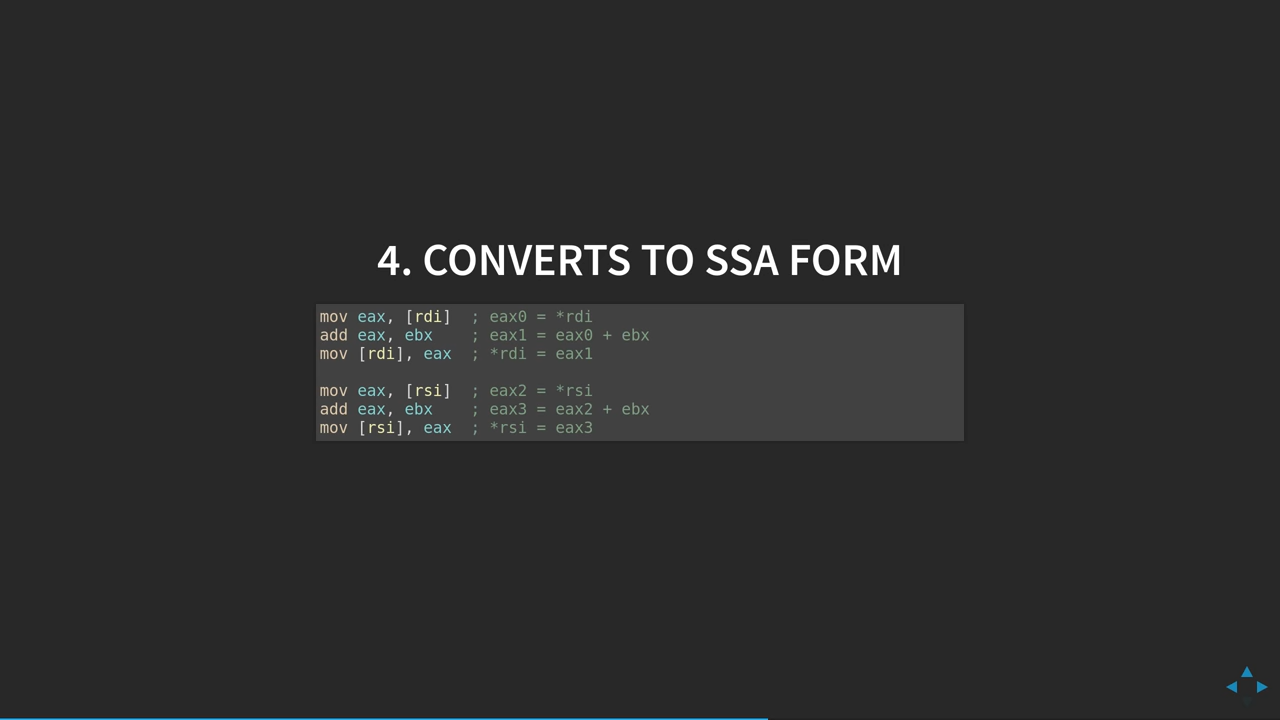 4. CONVERTS TO SSA FORM
mov eax, [rdi]  ; eax0 = *rdi
add eax, ebx    ; eax1 = eax0 + ebx
mov [rdi], eax  ; *rdi = eax1
mov eax, [rsi]  ; eax2 = *rsi
add eax, ebx    ; eax3 = eax2 + ebx
mov [rsi], eax  ; *rsi = eax3